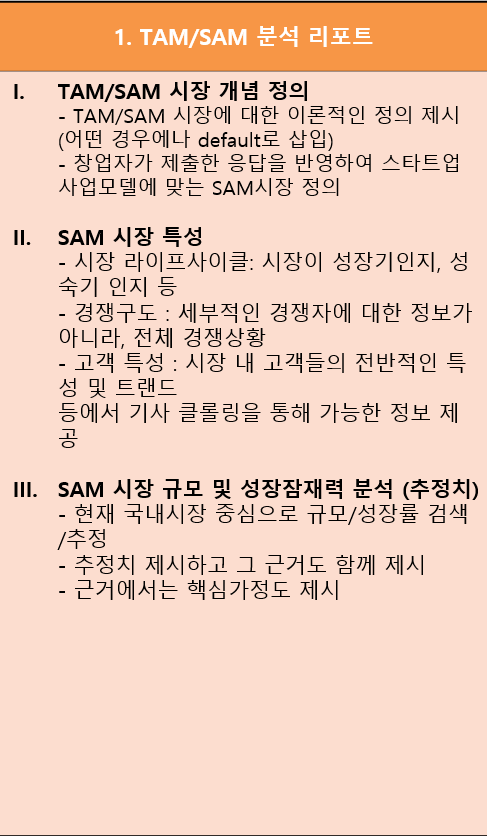 1. TAM/SAM 분석 리포트
I. TAM/SAM 시장 개념 정의
- TAM/SAM 시장에 대한 이론적인 정의 제시
(어떤 경우에나 default로 삽입)
- 창업자가 제출한 응답을 반영하여 스타트업
사업모델에 맞는 SAM시장 정의
II. SAM 시장 특성
- 시장 라이프사이클: 시장이 성장기인지, 성
숙기 인지 등
- 경쟁구도 : 세부적인 경쟁자에 대한 정보가
아니라, 전체 경쟁상황
- 고객 특성 : 시장 내 고객들의 전반적인 특
성 및 트랜드
등에서 기사 클롤링을 통해 가능한 정보 제
공
III. SAM 시장 규모 및 성장잠재력 분석 (추정치)
- 현재 국내시장 중심으로 규모/성장률 검색
/추정
- 추정치 제시하고 그 근거도 함께 제시
- 근거에서는 핵심가정도 제시